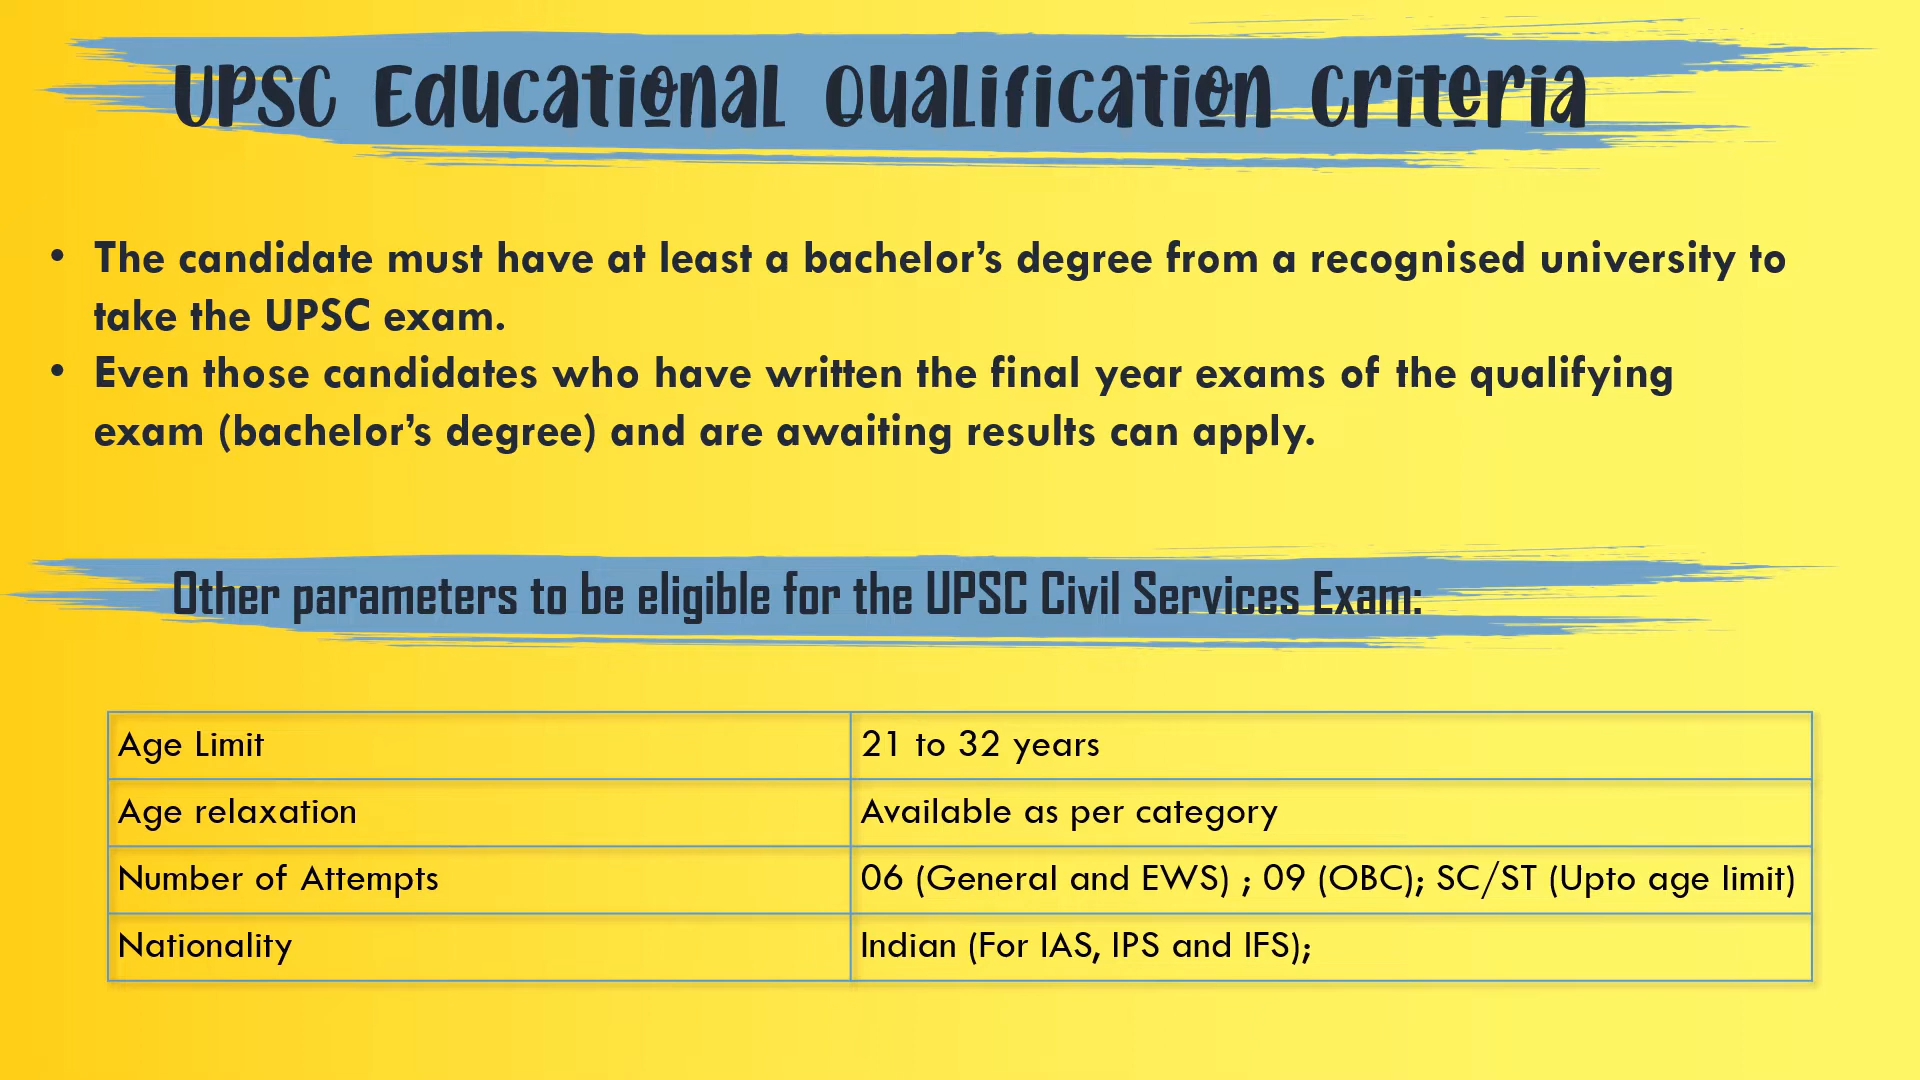 UPSC Educational Qualification Criteria
• The candidate must have at least a bachelor's degree from a recognised university to
take the UPSC exam.
• Even those candidates who have written the final year exams of the qualifying
exam (bachelor's degree) and are awaiting results can apply.
Other parameters to be eligible for the UPSC Civil Services Exam:
Age Limit 21 to 32 years
Age relaxation Available as per category
Number of Attempts 06 (General and EWS) ; 09 (OBC); SC/ST (Upto age limit)
Nationality Indian (For IAS, IPS and IFS);